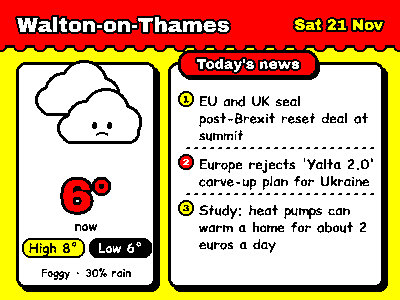 Walton-on-Thames
Sat 21 Nov
6°
now
High 8°
Low 6°
Foggy · 30% rain
Today's news
1 EU and UK seal
post-Brexit reset deal at
summit
2 Europe rejects 'Yalta 2.0'
carve-up plan for Ukraine
3 Study: heat pumps can
warm a home for about 2
euros a day